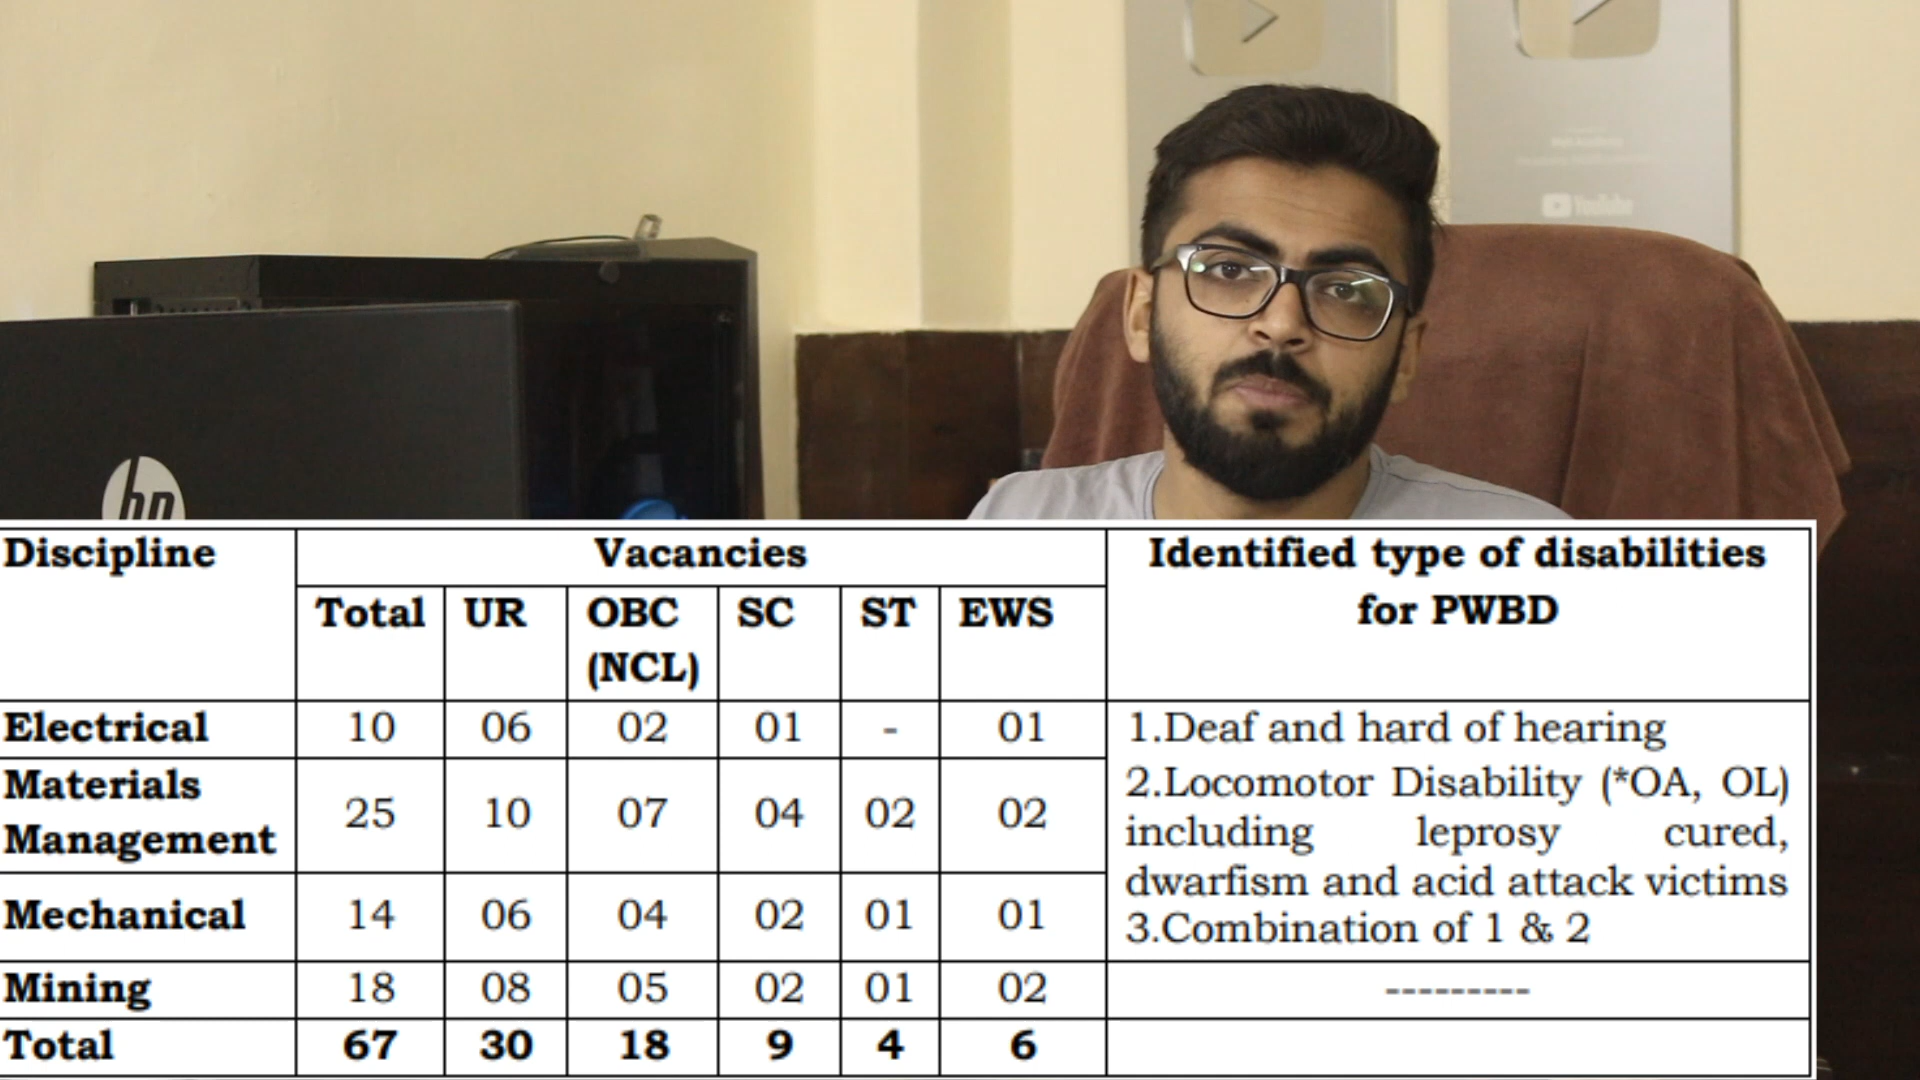 YouTube
hp
Discipline Vacancies Identified type of disabilities
for PWBD
Total UR OBC SC ST EWS
(NCL)
Electrical 10 06 02 01 - 01 1.Deaf and hard of hearing
Materials
Management 25 10 07 04 02 02 2.Locomotor Disability (*OA, OL)
including leprosy cured,
dwarfism and acid attack victims
Mechanical 14 06 04 02 01 01 3.Combination of 1 & 2
Mining 18 08 05 02 01 02 ---------
Total 67 30 18 9 4 6